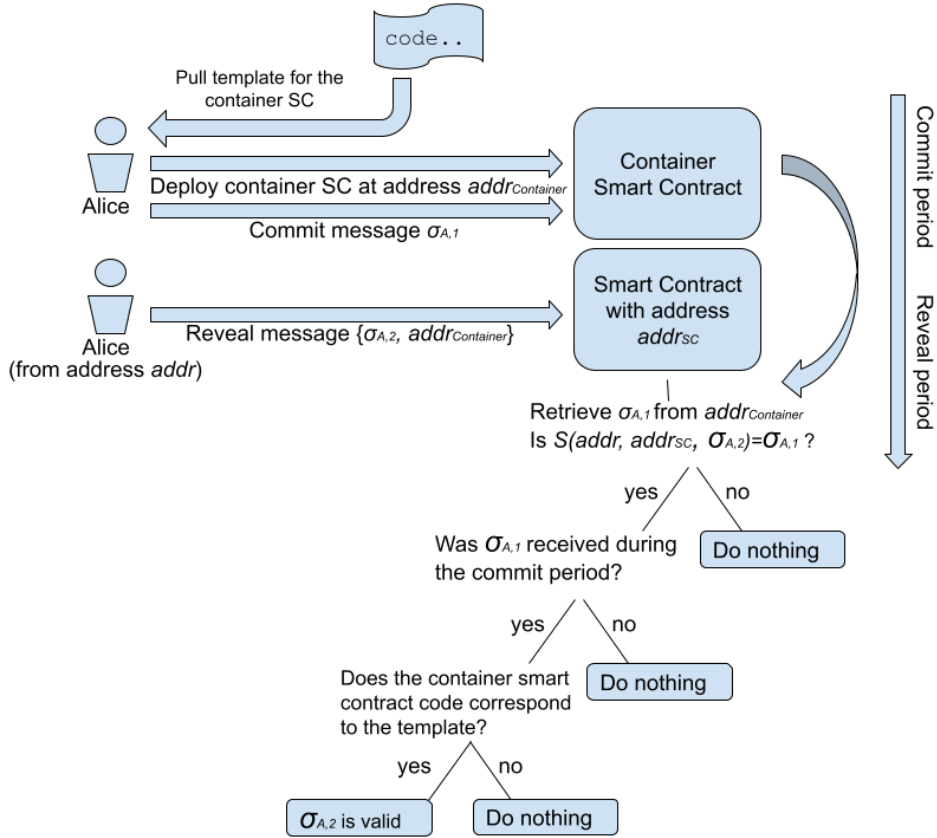 code..
Pull template for the
container SC
Alice
Deploy container SC at address addrContainer
Commit message σA,1
Container
Smart Contract
Commit period
Alice
(from address addr)
Reveal message {σA,2, addrContainer}
Smart Contract
with address
addrSC
Reveal period
Retrieve σA,1 from addrContainer
Is S(addr, addrSC, σA,2)=σA,1 ?
yes
no
Was σA,1 received during
the commit period?
Do nothing
yes
no
Does the container smart
contract code correspond
to the template?
Do nothing
yes
no
σA,2 is valid
Do nothing